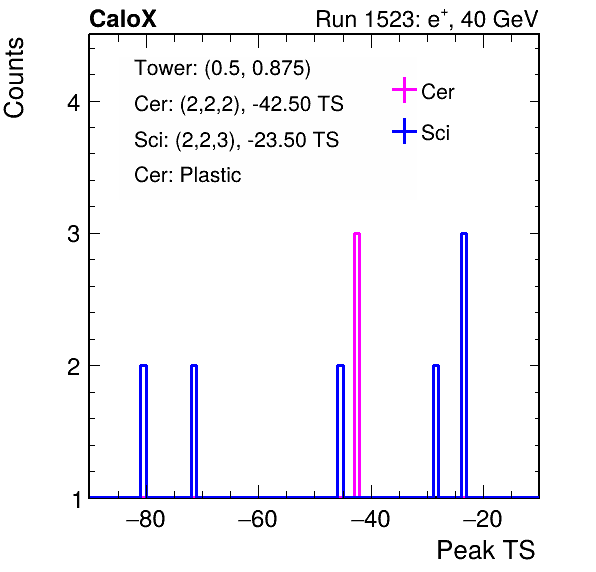 CaloX Run 1523: e+, 40 GeV
Counts
Tower: (0.5, 0.875)
Cer: (2,2,2), -42.50 TS
Sci: (2,2,3), -23.50 TS
Cer: Plastic
Cer
Sci
4
3
2
1
−80 −60 −40 −20
Peak TS